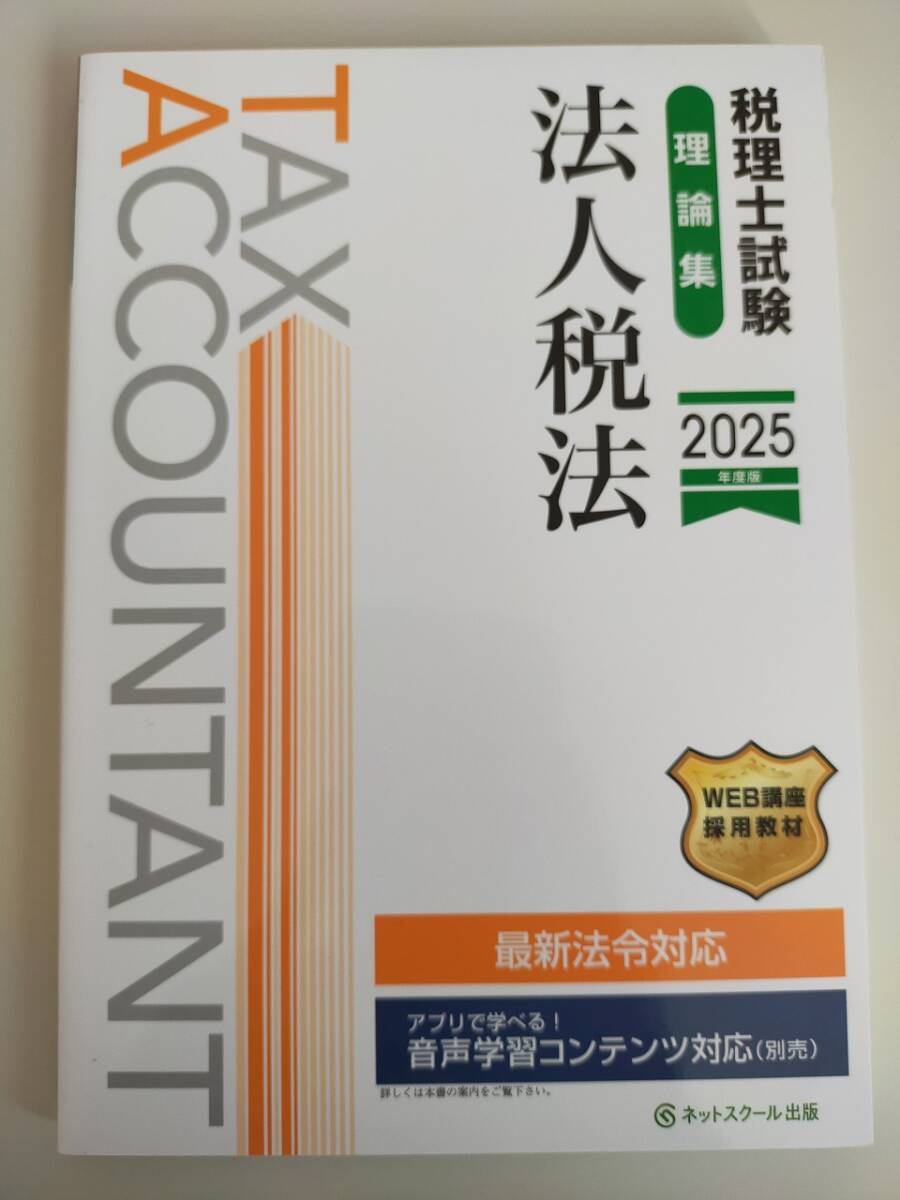 税理士試験
理論集
法人税法
2025
年度版
TAX
ACCOUNTANT
WEB講座
採用教材
最新法令対応
アプリで学べる！
音声学習コンテンツ対応（別売）
詳しくは本書の案内をご覧下さい。
ネットスクール出版